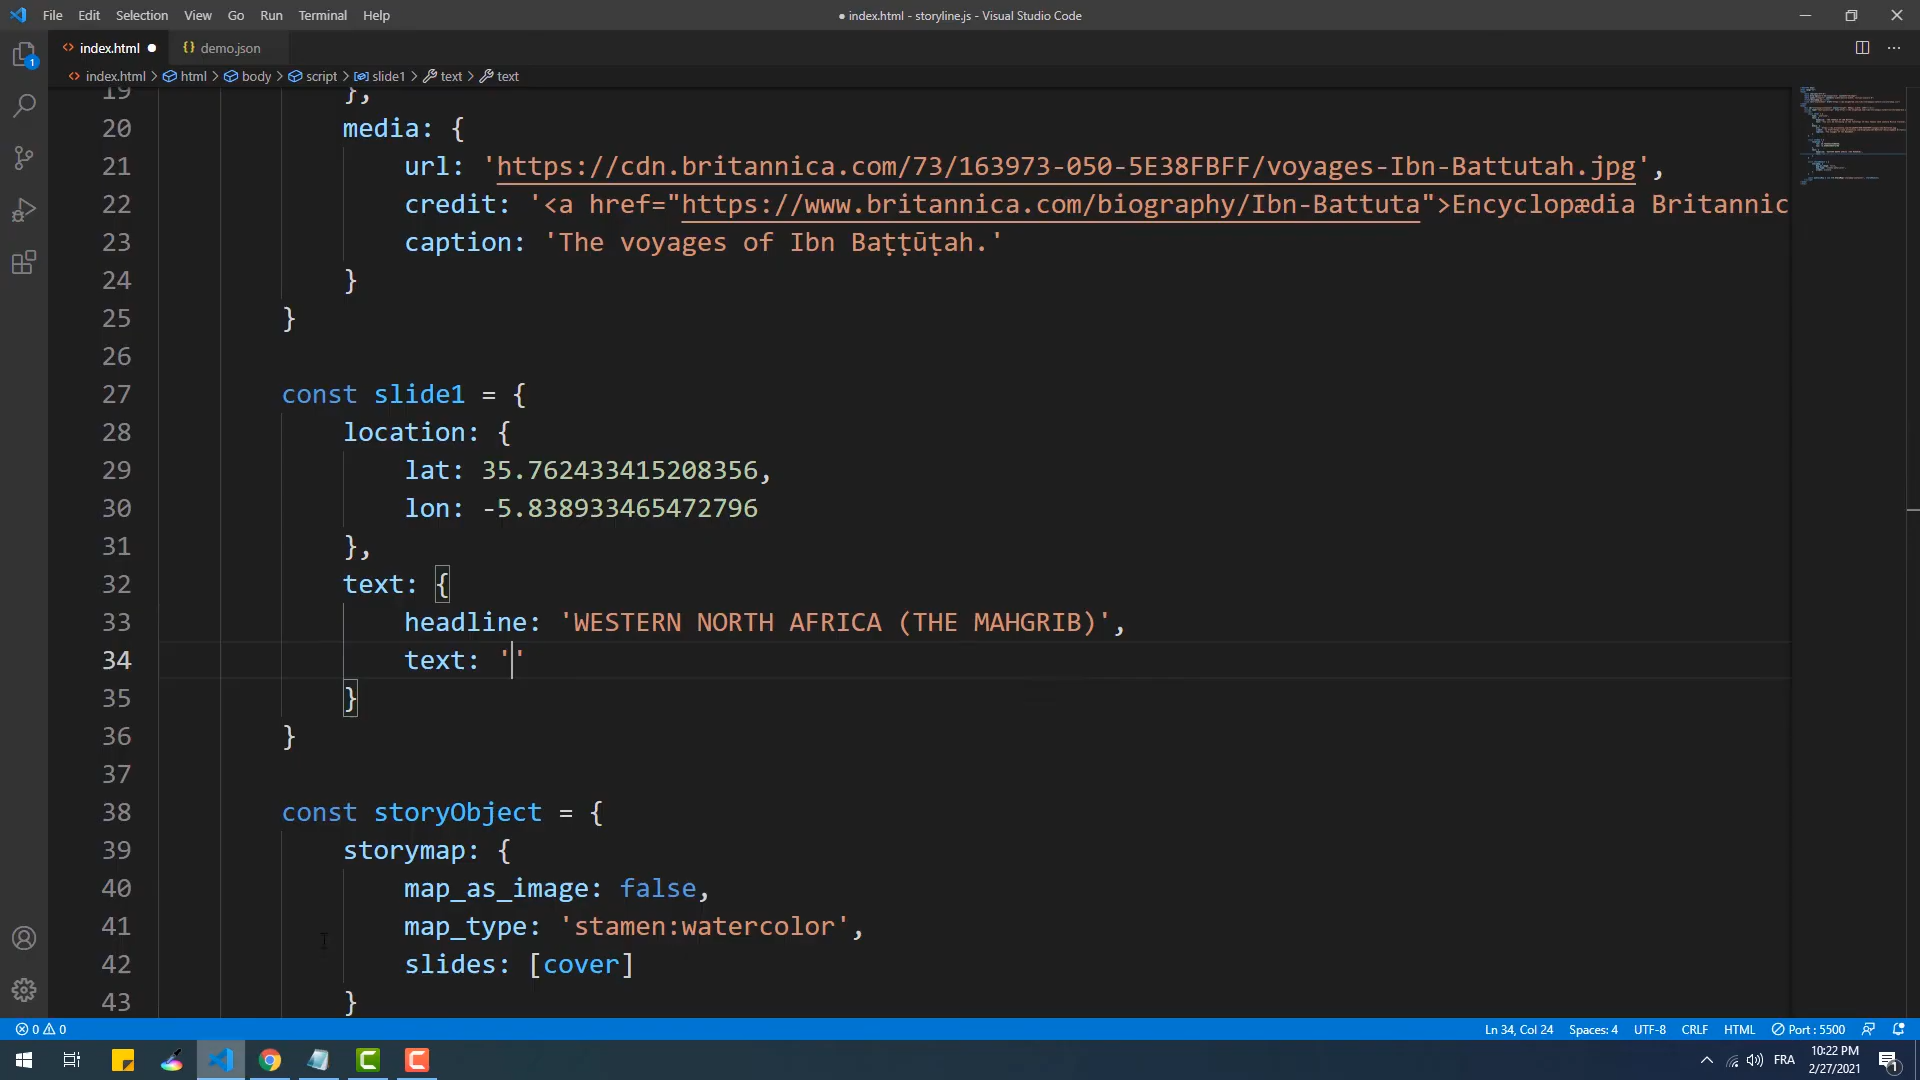 File Edit Selection View Go Run Terminal Help
● index.html - storyline.js - Visual Studio Code
index.html ●
demo.json
index.html > html > body > script > slide1 > text > text
19 },
20 media: {
21 url: 'https://cdn.britannica.com/73/163973-050-5E38FBFF/voyages-Ibn-Battutah.jpg',
22 credit: '<a href="https://www.britannica.com/biography/Ibn-Battuta">Encyclopædia Britannic
23 caption: 'The voyages of Ibn Baṭṭūṭah.'
24 }
25 }
26
27 const slide1 = {
28 location: {
29 lat: 35.762433415208356,
30 lon: -5.838933465472796
31 },
32 text: {
33 headline: 'WESTERN NORTH AFRICA (THE MAHGRIB)',
34 text: ''
35 }
36 }
37
38 const storyObject = {
39 storymap: {
40 map_as_image: false,
41 map_type: 'stamen:watercolor',
42 slides: [cover]
43 }
1
0 0
Ln 34, Col 24 Spaces: 4 UTF-8 CRLF HTML Port : 5500
FRA
10:22 PM
2/27/2021
1